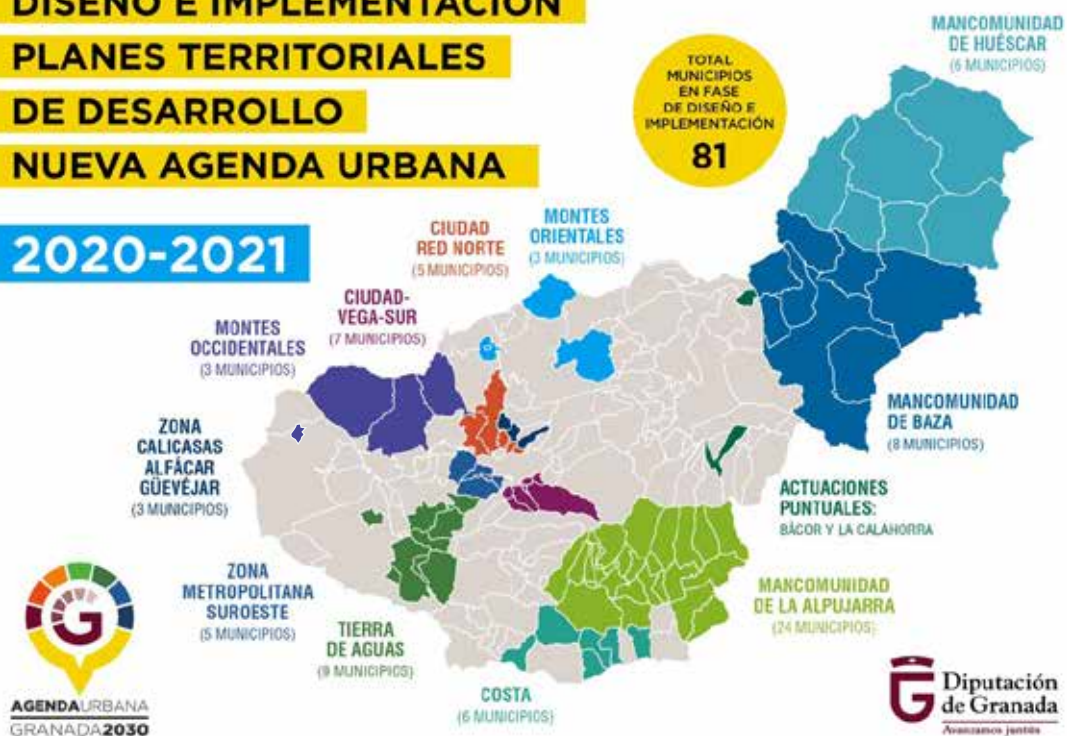 DISEÑO E IMPLEMENTACIÓN
PLANES TERRITORIALES
DE DESARROLLO
NUEVA AGENDA URBANA
2020-2021
TOTAL
MUNICIPIOS
EN FASE
DE DISEÑO E
IMPLEMENTACIÓN
81
MANCOMUNIDAD
DE HUÉSCAR
(6 MUNICIPIOS)
MONTES
ORIENTALES
(3 MUNICIPIOS)
CIUDAD
RED NORTE
(5 MUNICIPIOS)
CIUDAD-
VEGA-SUR
(7 MUNICIPIOS)
MONTES
OCCIDENTALES
(3 MUNICIPIOS)
ZONA
CALICASAS
ALFÁCAR
GÜEVÉJAR
(3 MUNICIPIOS)
MANCOMUNIDAD
DE BAZA
(8 MUNICIPIOS)
ACTUACIONES
PUNTUALES:
BÁCOR Y LA CALAHORRA
ZONA
METROPOLITANA
SUROESTE
(5 MUNICIPIOS)
TIERRA
DE AGUAS
(9 MUNICIPIOS)
MANCOMUNIDAD
DE LA ALPUJARRA
(24 MUNICIPIOS)
COSTA
(6 MUNICIPIOS)
G
AGENDAURBANA
GRANADA2030
G
Diputación
de Granada
Avanzamos juntos